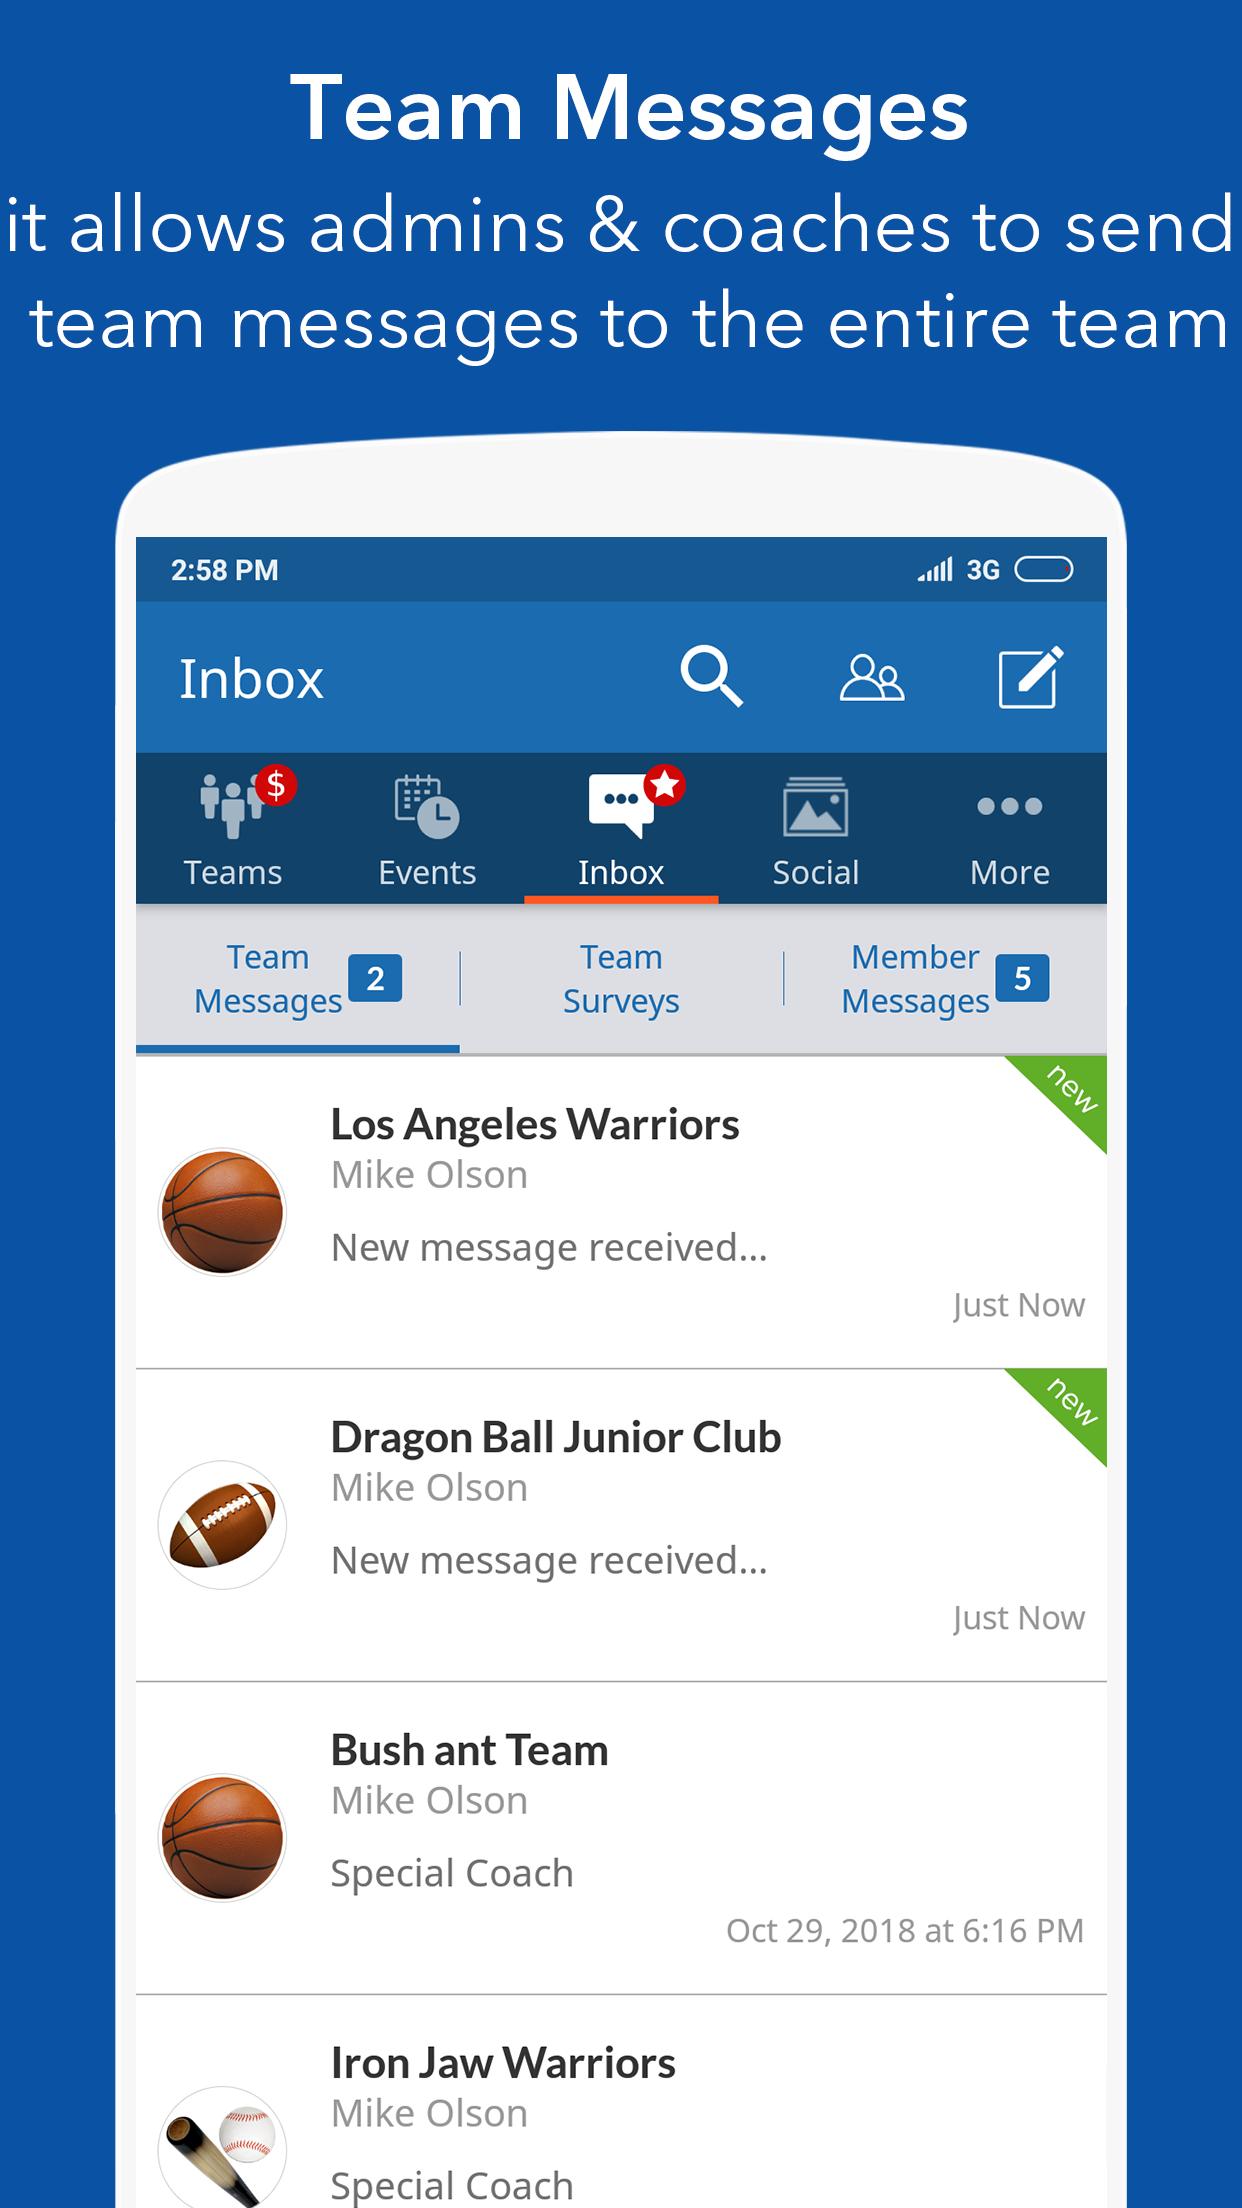 Team Messages
it allows admins & coaches to send
team messages to the entire team
2:58 PM 3G
Inbox
$
Teams Events Inbox Social More
Team Messages 2
Team Surveys
Member Messages 5
new
Los Angeles Warriors
Mike Olson
New message received...
Just Now
new
Dragon Ball Junior Club
Mike Olson
New message received...
Just Now
Bush ant Team
Mike Olson
Special Coach
Oct 29, 2018 at 6:16 PM
Iron Jaw Warriors
Mike Olson
Special Coach